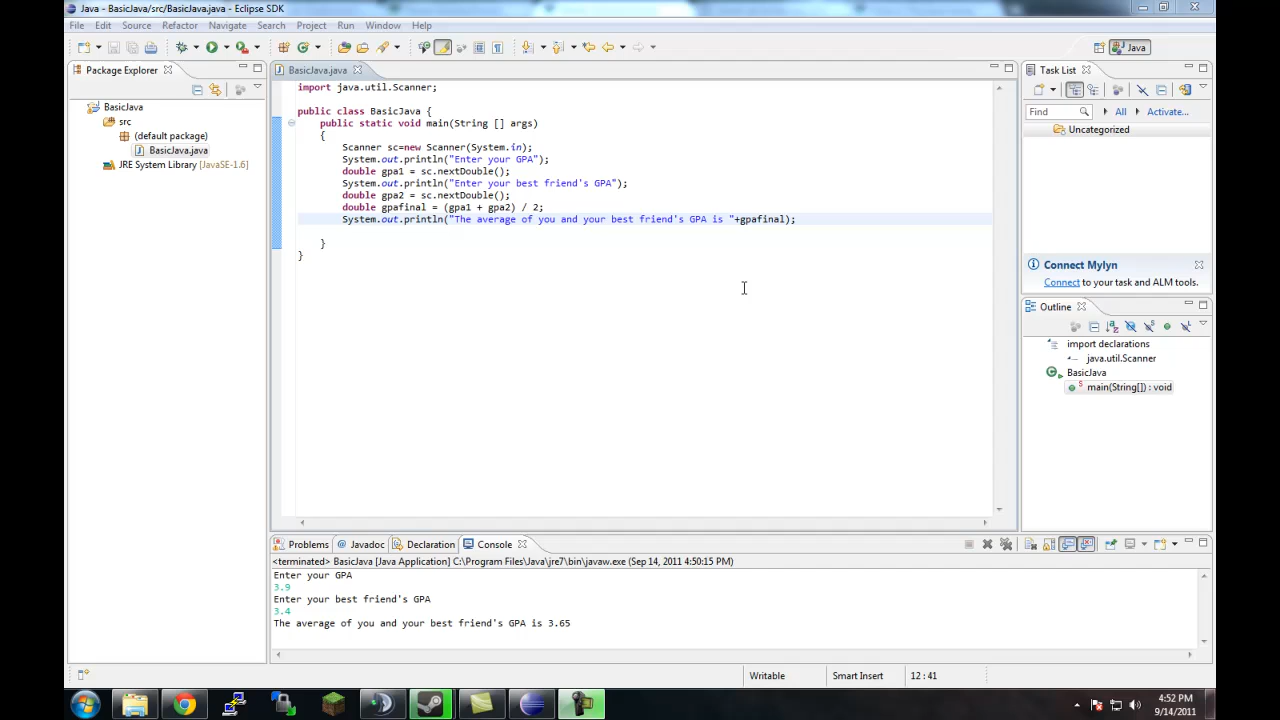 Java - BasicJava/src/BasicJava.java - Eclipse SDK
File Edit Source Refactor Navigate Search Project Run Window Help
Java
Package Explorer
BasicJava
src
(default package)
BasicJava.java
JRE System Library [JavaSE-1.6]
BasicJava.java
import java.util.Scanner;
public class BasicJava {
public static void main(String [] args)
{
Scanner sc=new Scanner(System.in);
System.out.println("Enter your GPA");
double gpa1 = sc.nextDouble();
System.out.println("Enter your best friend's GPA");
double gpa2 = sc.nextDouble();
double gpafinal = (gpa1 + gpa2) / 2;
System.out.println("The average of you and your best friend's GPA is "+gpafinal);
}
}
Task List
Find All Activate...
Uncategorized
Connect Mylyn
Connect to your task and ALM tools.
Outline
import declarations
java.util.Scanner
BasicJava
main(String[]) : void
Problems Javadoc Declaration Console
<terminated> BasicJava [Java Application] C:\Program Files\Java\jre7\bin\javaw.exe (Sep 14, 2011 4:50:15 PM)
Enter your GPA
3.9
Enter your best friend's GPA
3.4
The average of you and your best friend's GPA is 3.65
Writable Smart Insert 12 : 41
4:52 PM
9/14/2011